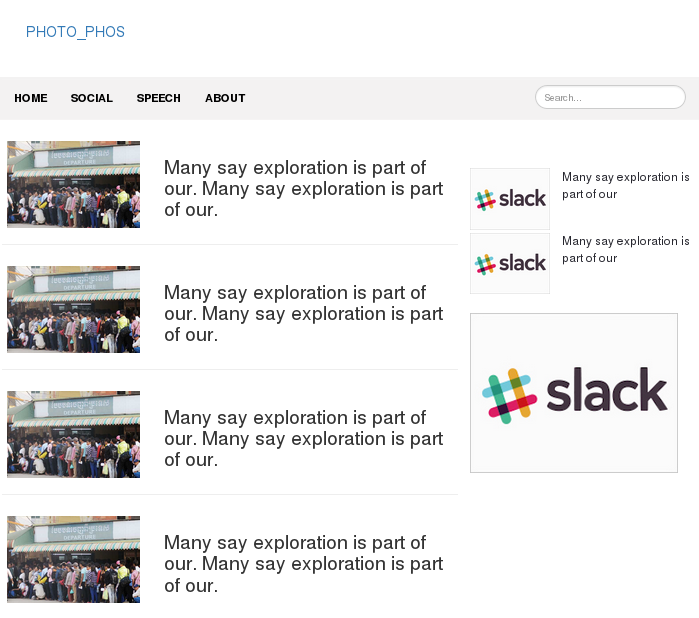 PHOTO_PHOS
HOME SOCIAL SPEECH ABOUT
Search...
DEPARTURE
Many say exploration is part of
our. Many say exploration is part
of our.
DEPARTURE
Many say exploration is part of
our. Many say exploration is part
of our.
DEPARTURE
Many say exploration is part of
our. Many say exploration is part
of our.
DEPARTURE
Many say exploration is part of
our. Many say exploration is part
of our.
slack
Many say exploration is
part of our
slack
Many say exploration is
part of our
slack